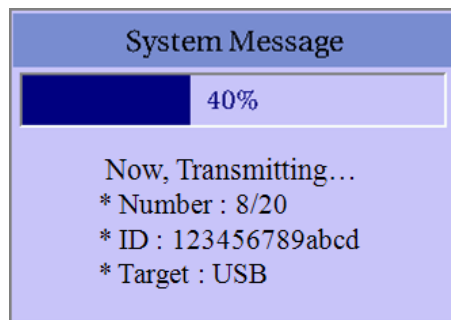 System Message
40%
Now, Transmitting…
* Number : 8/20
* ID : 123456789abcd
* Target : USB